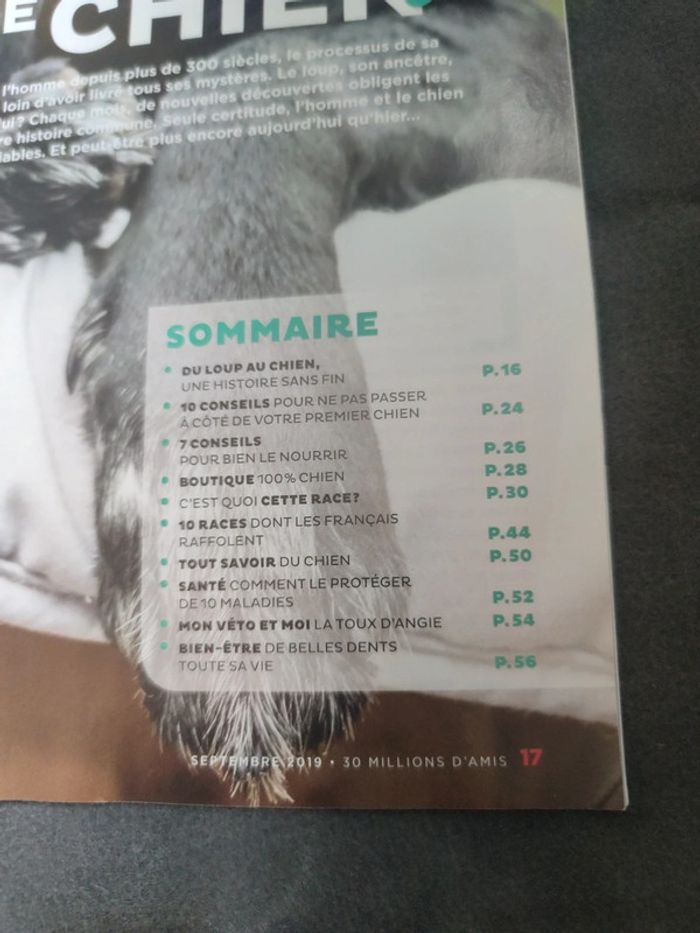 E CHIEN
l'homme depuis plus de 300 siècles, le processus de sa
loin d'avoir livré tous ses mystères. Le loup, son ancêtre,
ui? Chaque mois, de nouvelles découvertes obligent les
re histoire commune. Seule certitude, l'homme et le chien
iables. Et peut-être plus encore aujourd'hui qu'hier...
SOMMAIRE
• DU LOUP AU CHIEN,
UNE HISTOIRE SANS FIN P.16
• 10 CONSEILS POUR NE PAS PASSER
À CÔTÉ DE VOTRE PREMIER CHIEN P.24
• 7 CONSEILS
POUR BIEN LE NOURRIR P.26
• BOUTIQUE 100% CHIEN P.28
• C'EST QUOI CETTE RACE? P.30
• 10 RACES DONT LES FRANÇAIS
RAFFOLENT P.44
• TOUT SAVOIR DU CHIEN P.50
• SANTÉ COMMENT LE PROTÉGER
DE 10 MALADIES P.52
• MON VÉTO ET MOI LA TOUX D'ANGIE P.54
• BIEN-ÊTRE DE BELLES DENTS
TOUTE SA VIE P.56
SEPTEMBRE 2019 • 30 MILLIONS D'AMIS 17